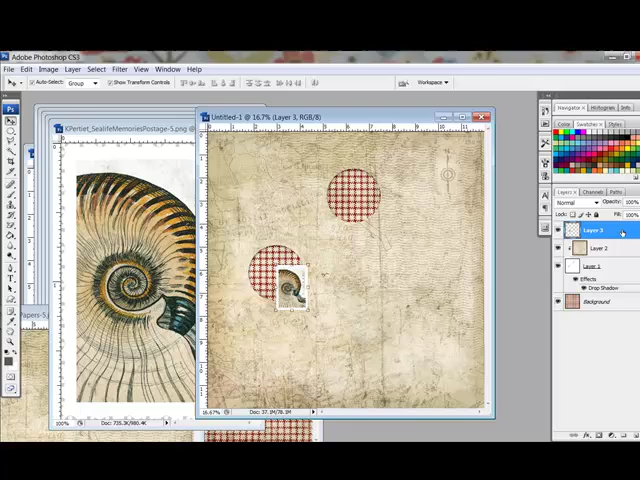 Adobe Photoshop CS3
File Edit Image Layer Select Filter View Window Help
Auto-Select: Group Show Transform Controls Workspace
KPertiet_SealifeMemoriesPostage-5.png @
Untitled-1 @ 16.7% (Layer 3, RGB/8)
Papers-5.
100% Doc: 735.3K/980.4K
16.67% Doc: 37.1M/78.1M
Navigator Histogram Info
Color Swatches Styles
Layers Channels Paths
Normal Opacity: 100%
Lock: Fill: 100%
Layer 3
Layer 2
Layer 1
Effects
Drop Shadow
Background